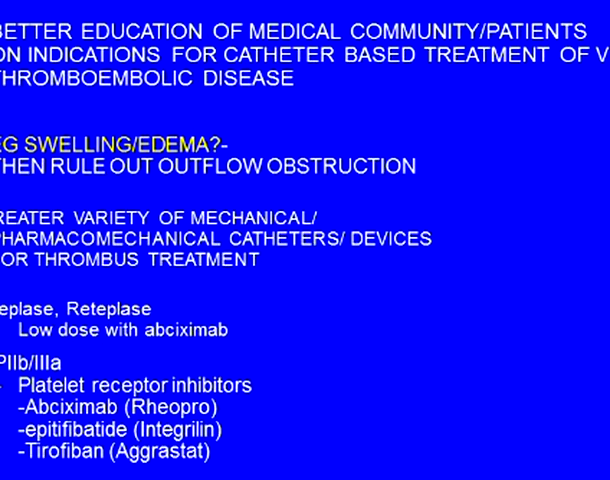 BETTER EDUCATION OF MEDICAL COMMUNITY/PATIENTS
ON INDICATIONS FOR CATHETER BASED TREATMENT OF V
THROMBOEMBOLIC DISEASE
EG SWELLING/EDEMA?-
THEN RULE OUT OUTFLOW OBSTRUCTION
REATER VARIETY OF MECHANICAL/
PHARMACOMECHANICAL CATHETERS/ DEVICES
OR THROMBUS TREATMENT
eplase, Reteplase
Low dose with abciximab
PIIb/IIIa
- Platelet receptor inhibitors
-Abciximab (Rheopro)
-epitifibatide (Integrilin)
-Tirofiban (Aggrastat)